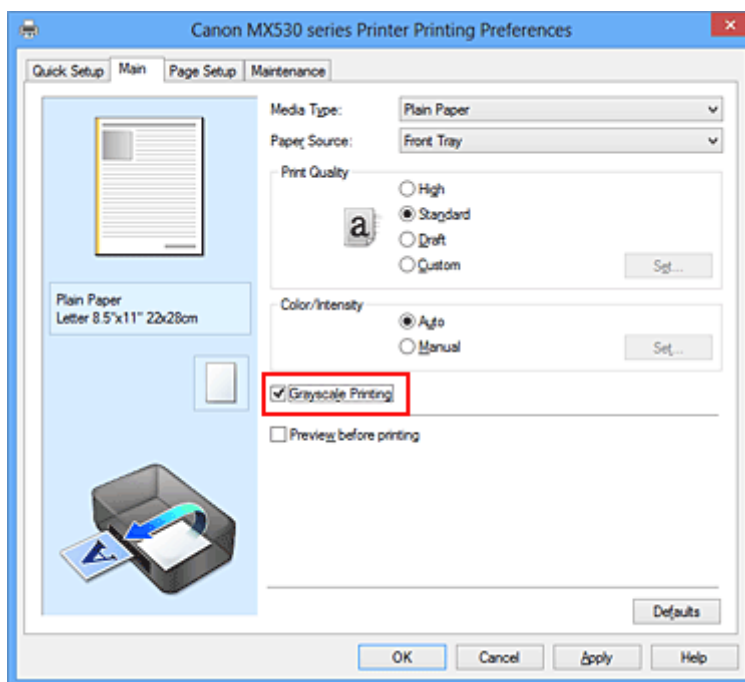 Canon MX530 series Printer Printing Preferences
Quick Setup Main Page Setup Maintenance
Media Type: Plain Paper
Paper Source: Front Tray
Print Quality
High
a Standard
Draft
Custom Set...
Plain Paper
Letter 8.5"x11" 22x28cm
Color/Intensity
Auto
Manual Set...
Grayscale Printing
Preview before printing
A
Defaults
OK Cancel Apply Help